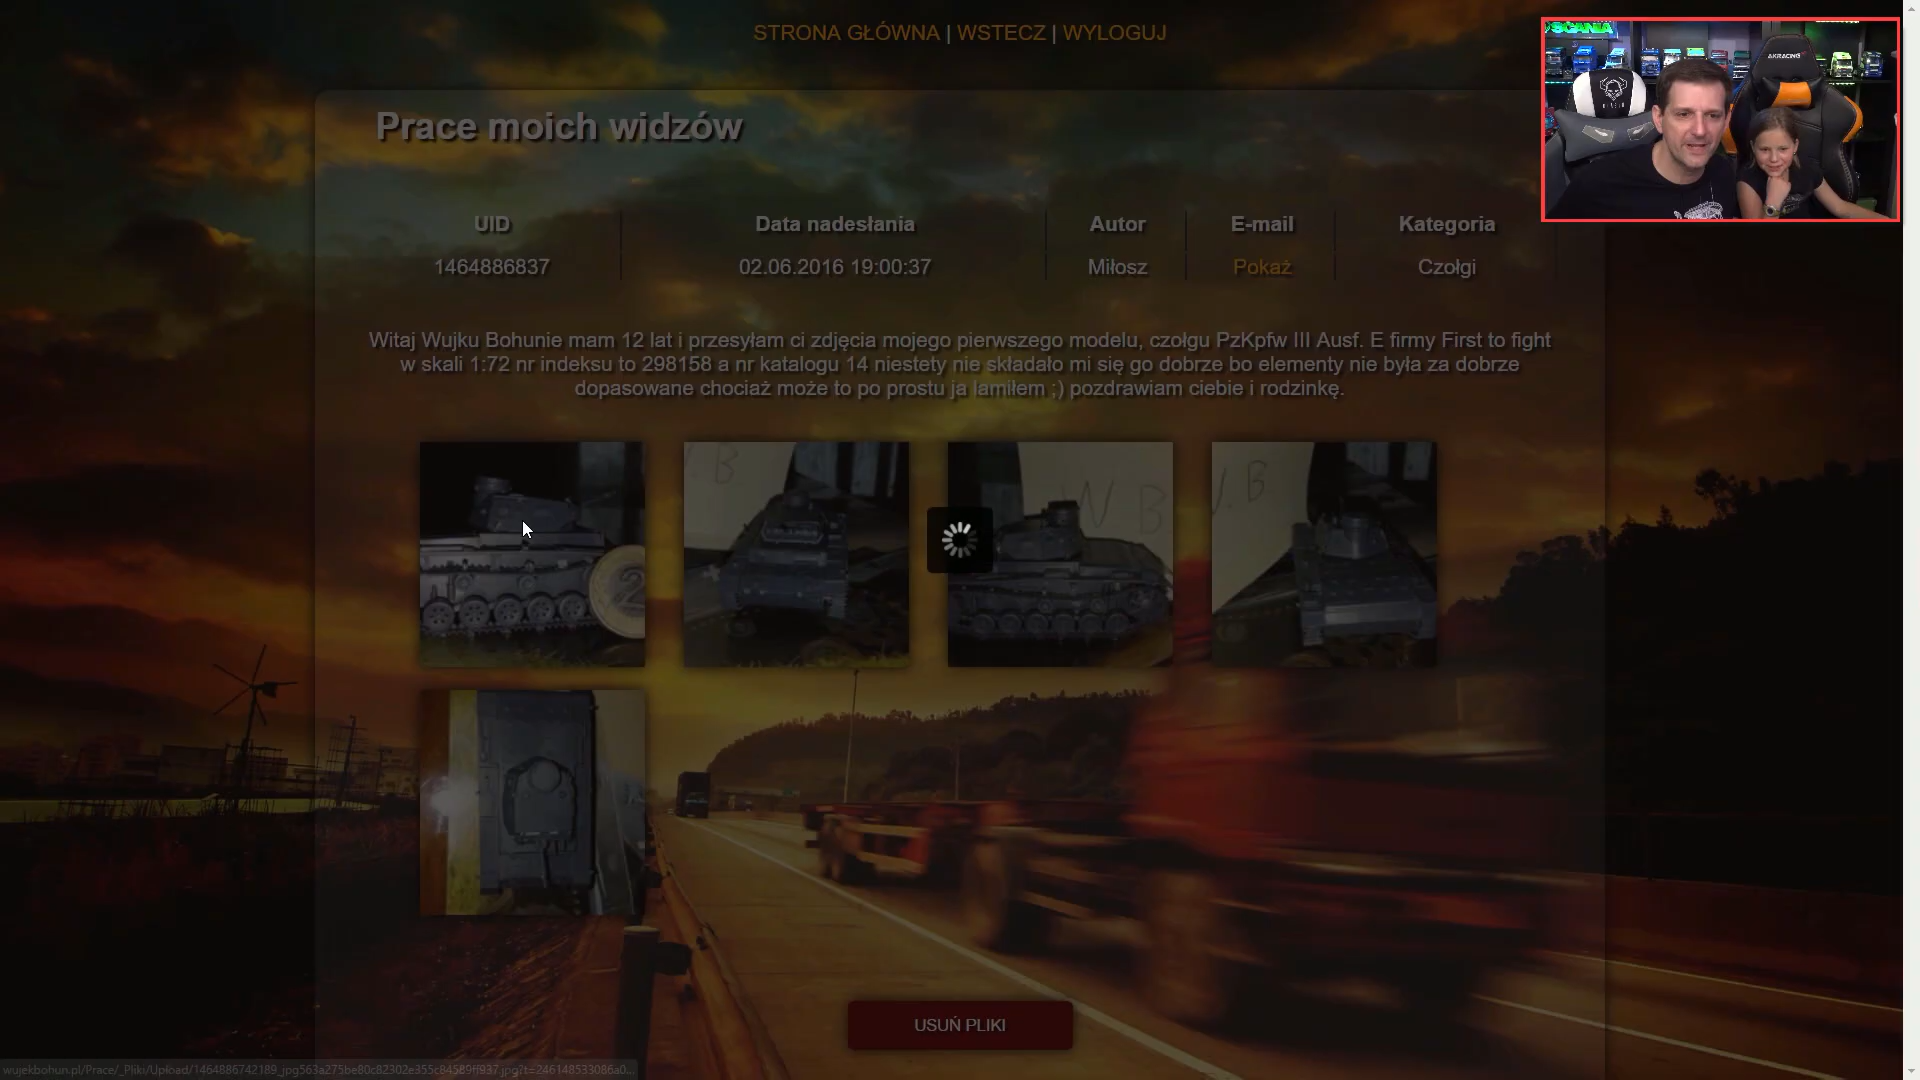 STRONA GŁÓWNA | WSTECZ | WYLOGUJ
SCANIA
AKRACING
Prace moich widzów
UID Data nadesłania Autor E-mail Kategoria
1464886837 02.06.2016 19:00:37 Miłosz Pokaż Czołgi
Witaj Wujku Bohunie mam 12 lat i przesyłam ci zdjęcia mojego pierwszego modelu, czołgu PzKpfw III Ausf. E firmy First to fight
w skali 1:72 nr indeksu to 298158 a nr katalogu 14 niestety nie składało mi się go dobrze bo elementy nie była za dobrze
dopasowane chociaż może to po prostu ja łamiłem ;) pozdrawiam ciebie i rodzinkę.
B
W B
B
2
USUŃ PLIKI